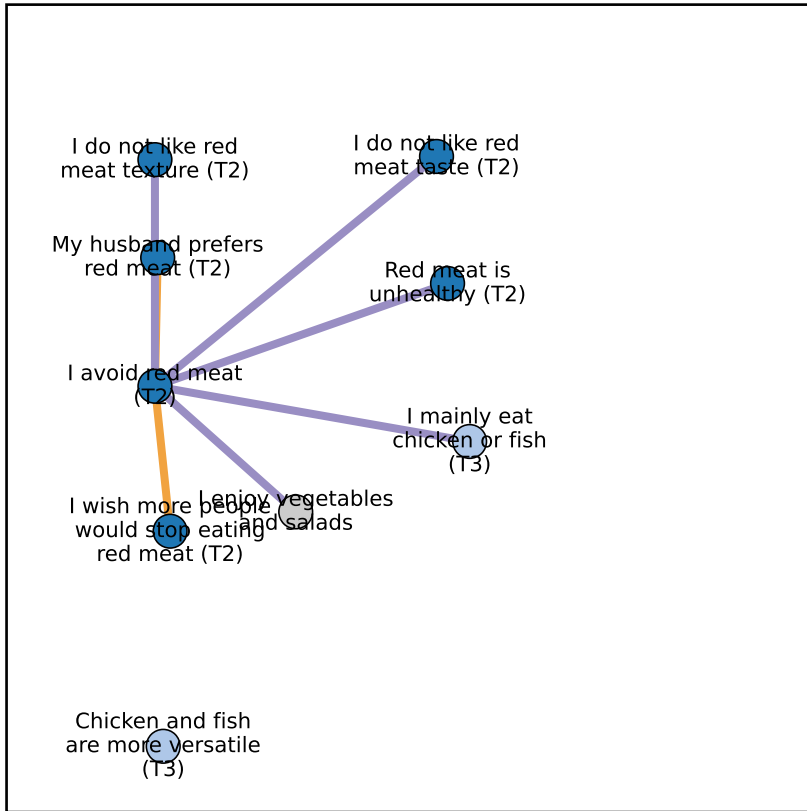 I do not like red
meat texture (T2)
I do not like red
meat taste (T2)
My husband prefers
red meat (T2)
Red meat is
unhealthy (T2)
I avoid red meat
(T2)
I mainly eat
chicken or fish
(T3)
I enjoy vegetables
and salads
I wish more people
would stop eating
red meat (T2)
Chicken and fish
are more versatile
(T3)